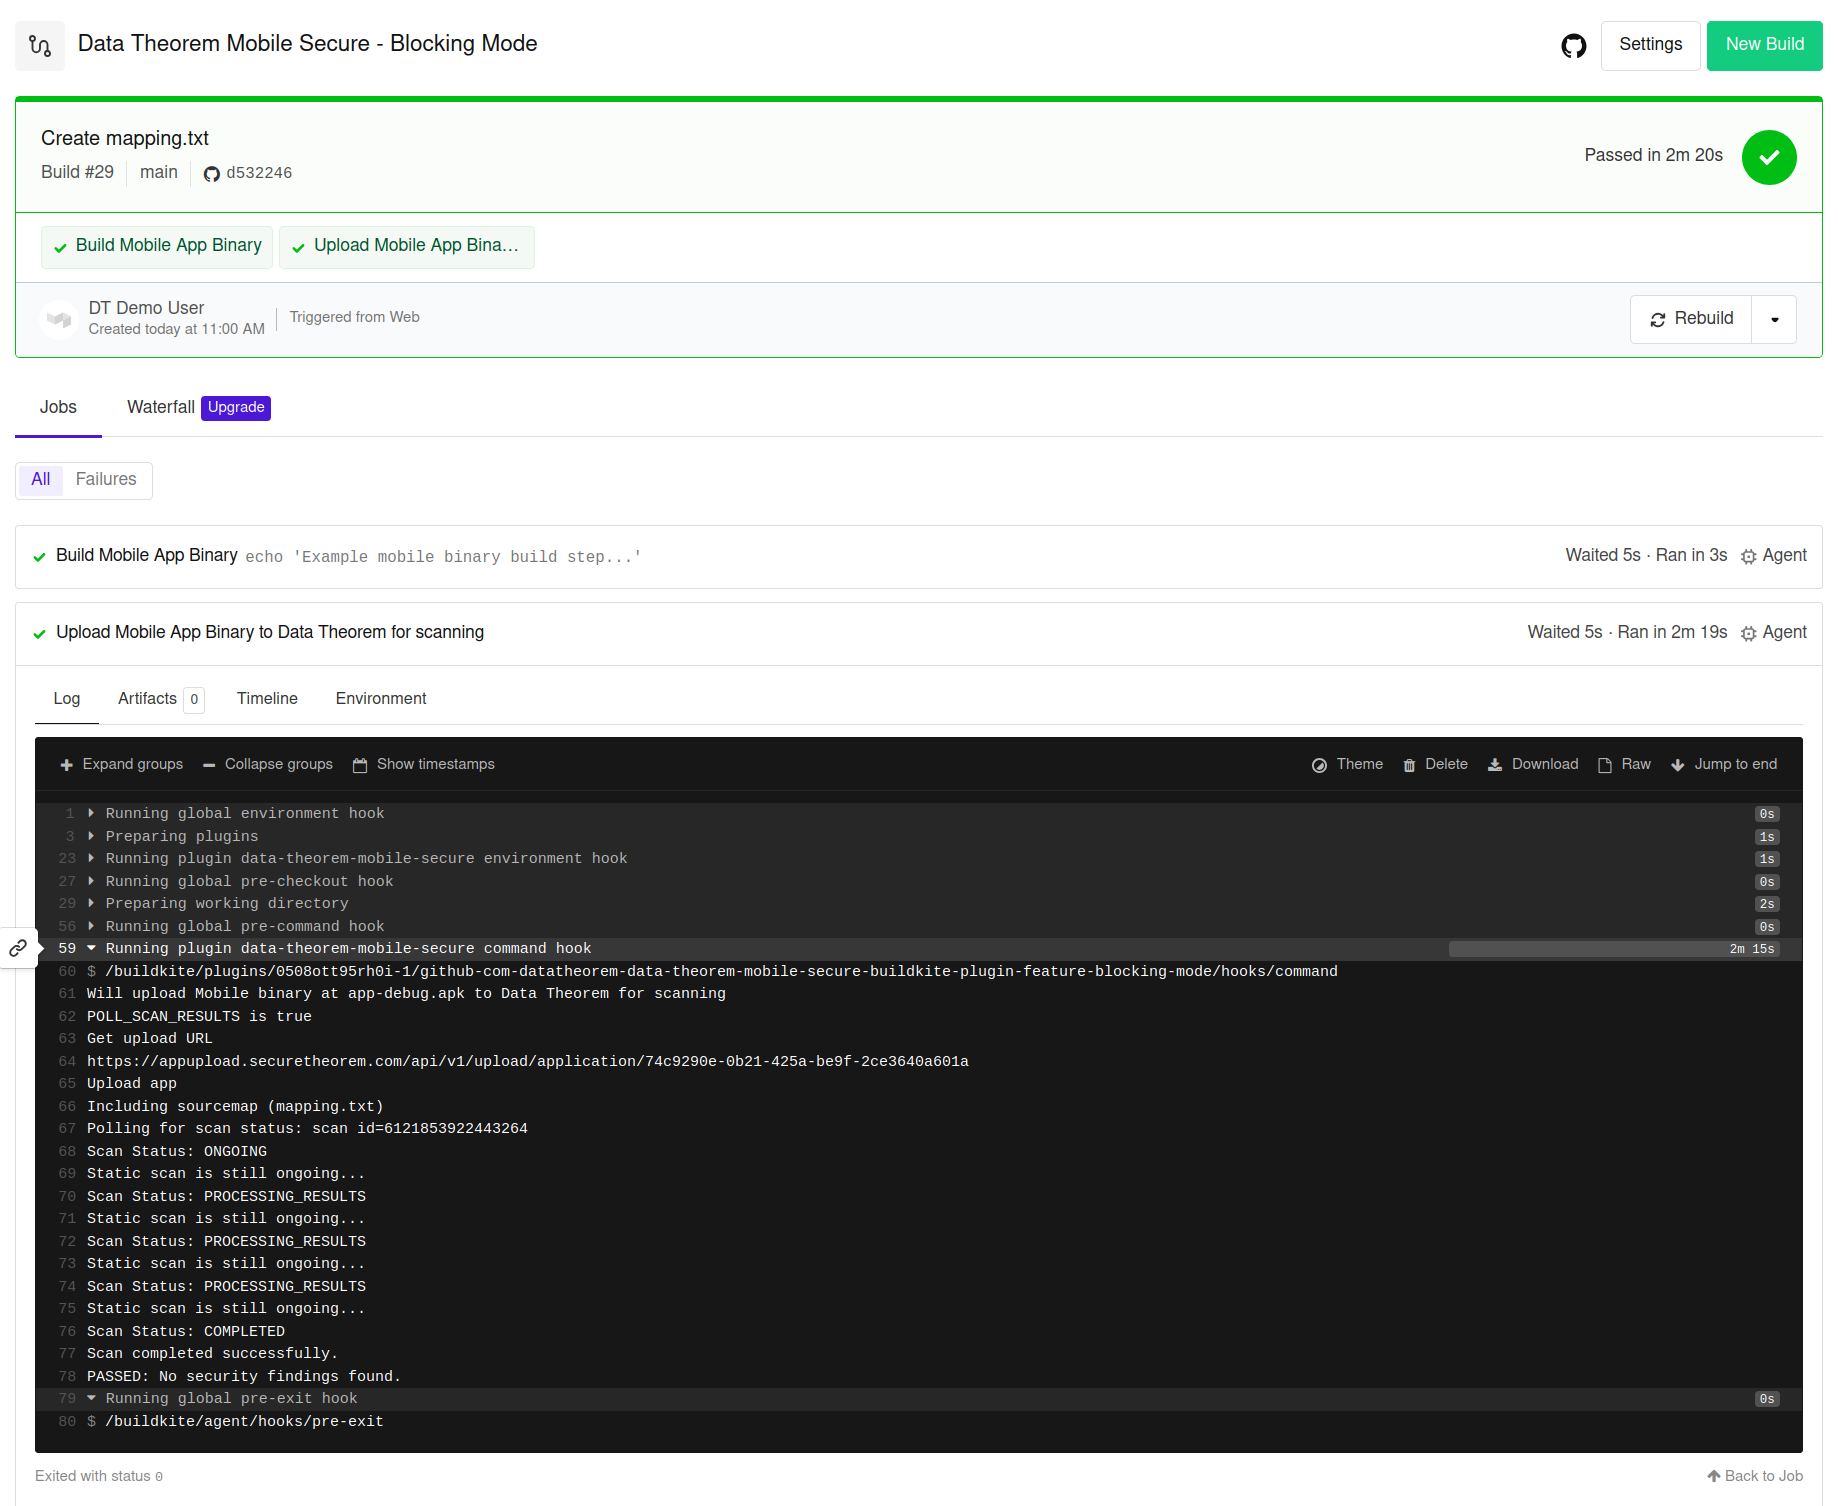 Data Theorem Mobile Secure - Blocking Mode
Settings
New Build
Create mapping.txt
Build #29
main
d532246
Passed in 2m 20s
Build Mobile App Binary
Upload Mobile App Bina…
DT Demo User
Created today at 11:00 AM
Triggered from Web
Rebuild
Jobs
Waterfall
Upgrade
All
Failures
Build Mobile App Binary echo 'Example mobile binary build step...'
Waited 5s · Ran in 3s
Agent
Upload Mobile App Binary to Data Theorem for scanning
Waited 5s · Ran in 2m 19s
Agent
Log
Artifacts 0
Timeline
Environment
Expand groups
Collapse groups
Show timestamps
Theme
Delete
Download
Raw
Jump to end
1 Running global environment hook 0s
3 Preparing plugins 1s
23 Running plugin data-theorem-mobile-secure environment hook 1s
27 Running global pre-checkout hook 0s
29 Preparing working directory 2s
56 Running global pre-command hook 0s
59 Running plugin data-theorem-mobile-secure command hook 2m 15s
60 $ /buildkite/plugins/0508ott95rh0i-1/github-com-datatheorem-data-theorem-mobile-secure-buildkite-plugin-feature-blocking-mode/hooks/command
61 Will upload Mobile binary at app-debug.apk to Data Theorem for scanning
62 POLL_SCAN_RESULTS is true
63 Get upload URL
64 https://appupload.securetheorem.com/api/v1/upload/application/74c9290e-0b21-425a-be9f-2ce3640a601a
65 Upload app
66 Including sourcemap (mapping.txt)
67 Polling for scan status: scan id=6121853922443264
68 Scan Status: ONGOING
69 Static scan is still ongoing...
70 Scan Status: PROCESSING_RESULTS
71 Static scan is still ongoing...
72 Scan Status: PROCESSING_RESULTS
73 Static scan is still ongoing...
74 Scan Status: PROCESSING_RESULTS
75 Static scan is still ongoing...
76 Scan Status: COMPLETED
77 Scan completed successfully.
78 PASSED: No security findings found.
79 Running global pre-exit hook 0s
80 $ /buildkite/agent/hooks/pre-exit
Exited with status 0
Back to Job